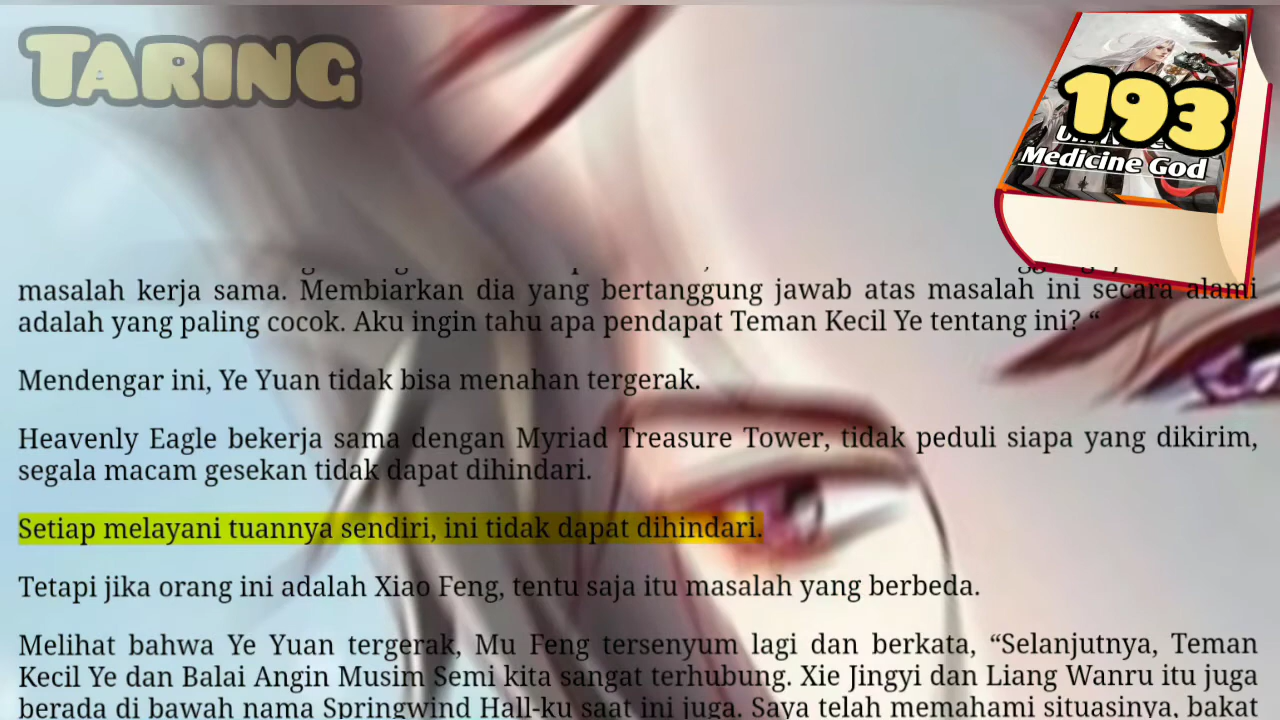 TARING
193
Medicine God
masalah kerja sama. Membiarkan dia yang bertanggung jawab atas masalah ini secara alami
adalah yang paling cocok. Aku ingin tahu apa pendapat Teman Kecil Ye tentang ini? “
Mendengar ini, Ye Yuan tidak bisa menahan tergerak.
Heavenly Eagle bekerja sama dengan Myriad Treasure Tower, tidak peduli siapa yang dikirim,
segala macam gesekan tidak dapat dihindari.
Setiap melayani tuannya sendiri, ini tidak dapat dihindari.
Tetapi jika orang ini adalah Xiao Feng, tentu saja itu masalah yang berbeda.
Melihat bahwa Ye Yuan tergerak, Mu Feng tersenyum lagi dan berkata, “Selanjutnya, Teman
Kecil Ye dan Balai Angin Musim Semi kita sangat terhubung. Xie Jingyi dan Liang Wanru itu juga
berada di bawah nama Springwind Hall-ku saat ini juga. Saya telah memahami situasinya, bakat